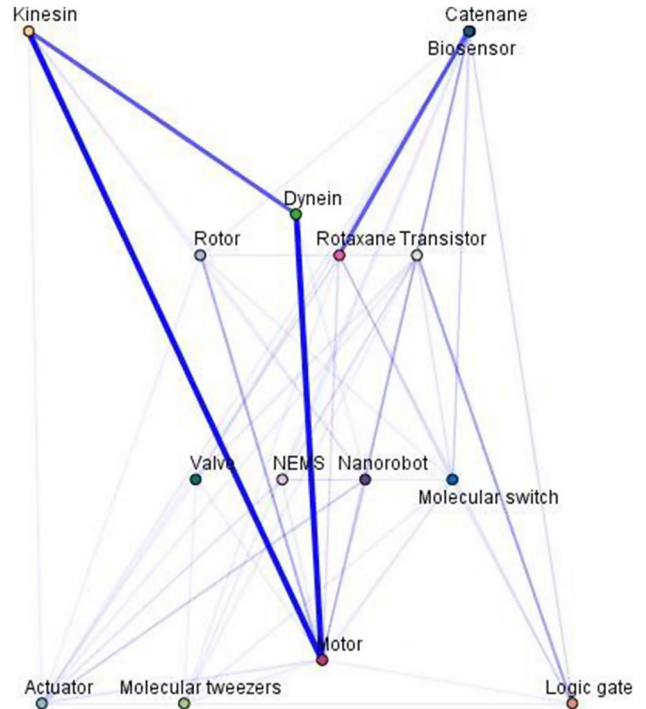 Kinesin
Catenane
Biosensor
Dynein
Rotor
Rotaxane
Transistor
Valve
NEMS
Nanorobot
Molecular switch
Motor
Actuator
Molecular tweezers
Logic gate